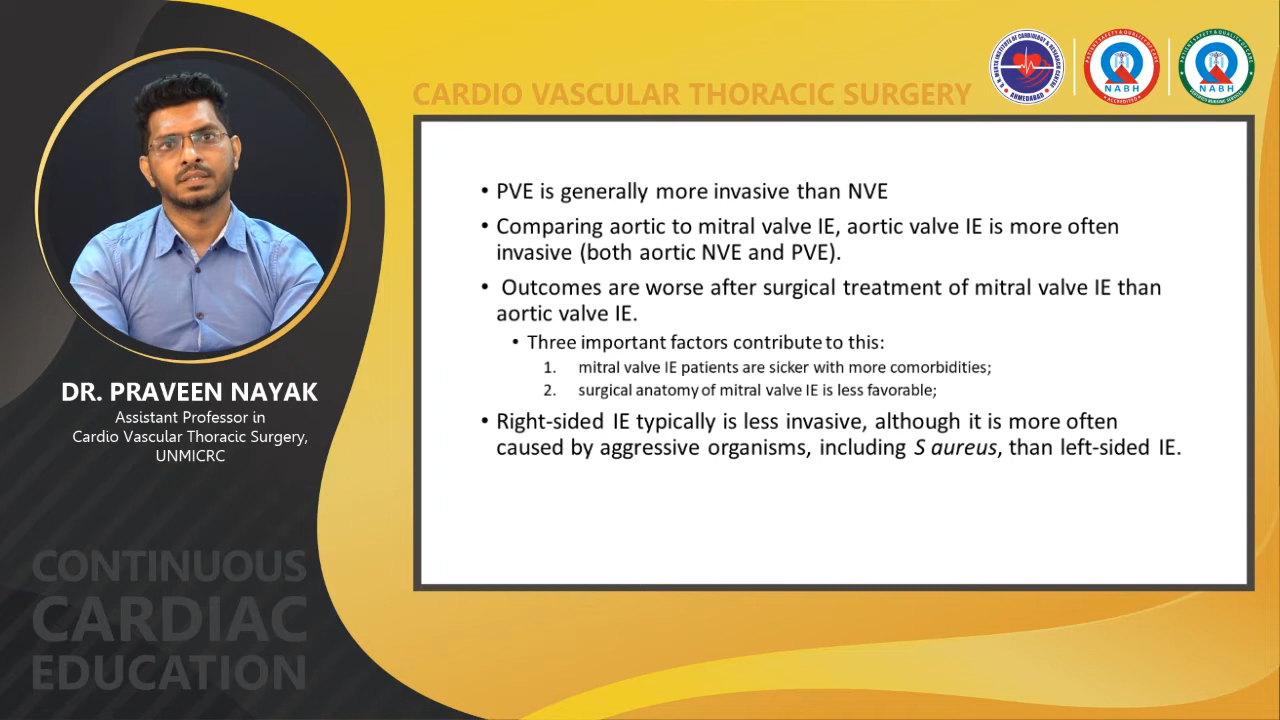 CARDIO VASCULAR THORACIC SURGERY
NABH
NABH
• PVE is generally more invasive than NVE
• Comparing aortic to mitral valve IE, aortic valve IE is more often
invasive (both aortic NVE and PVE).
• Outcomes are worse after surgical treatment of mitral valve IE than
aortic valve IE.
• Three important factors contribute to this:
1. mitral valve IE patients are sicker with more comorbidities;
2. surgical anatomy of mitral valve IE is less favorable;
• Right-sided IE typically is less invasive, although it is more often
caused by aggressive organisms, including S aureus, than left-sided IE.
DR. PRAVEEN NAYAK
Assistant Professor in
Cardio Vascular Thoracic Surgery,
UNMICRC
CONTINUOUS
CARDIAC
EDUCATION